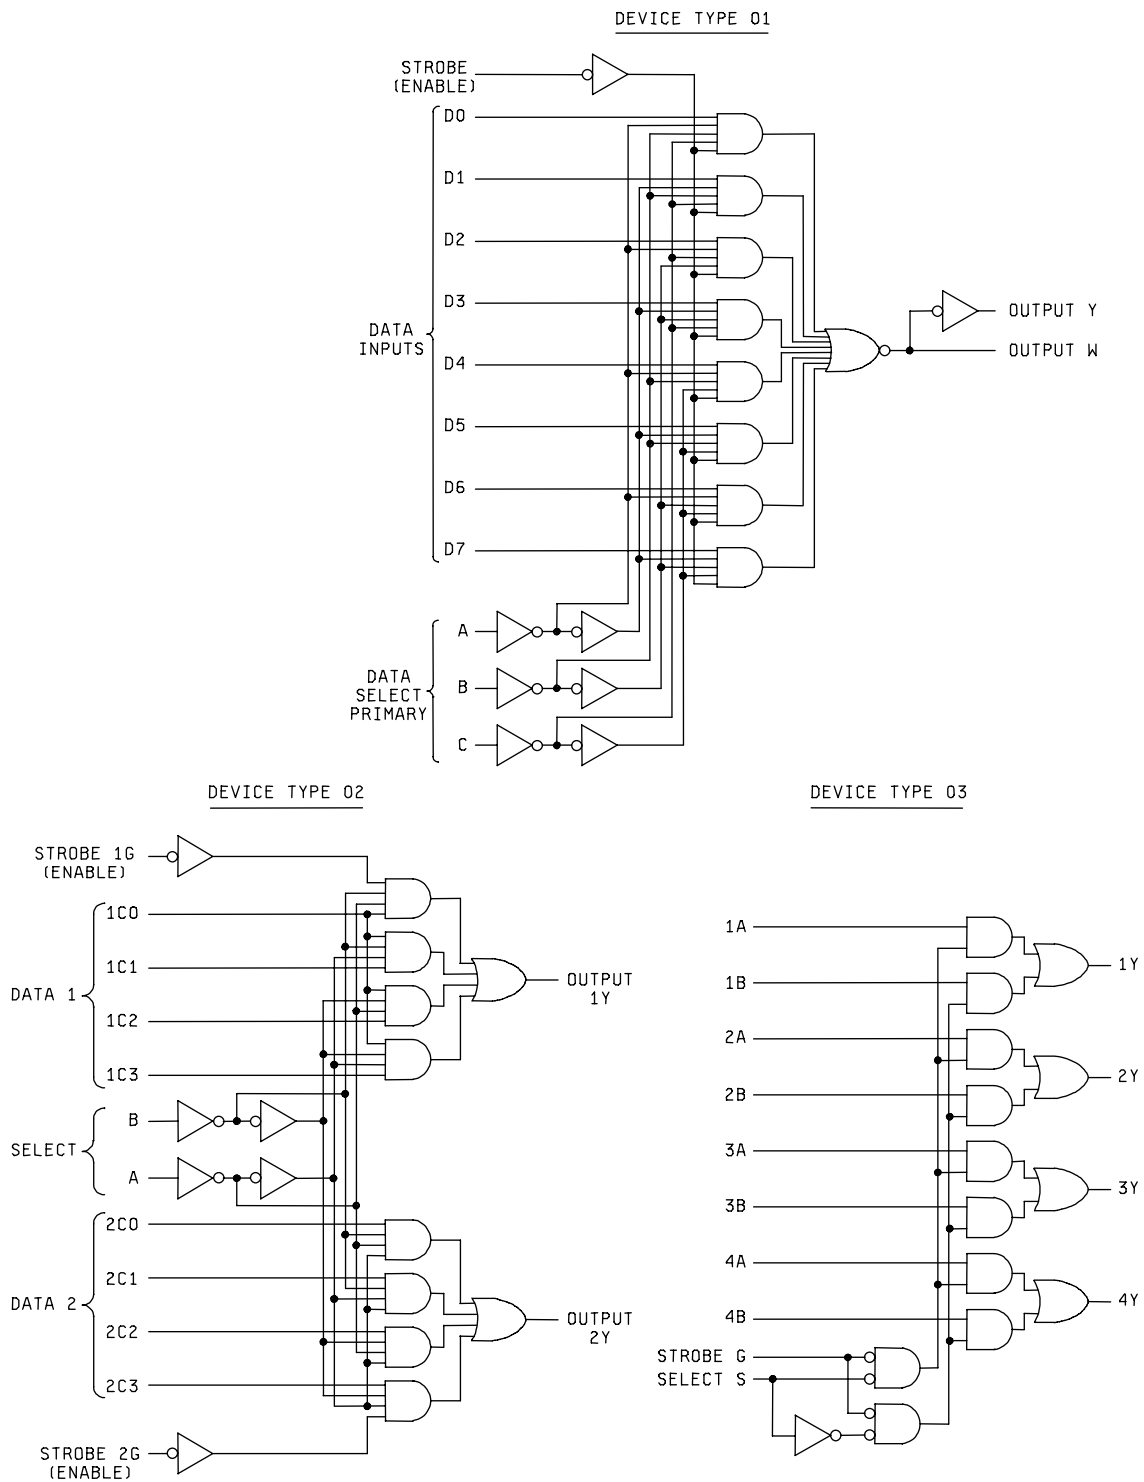 DEVICE TYPE 01
STROBE
(ENABLE)
D0
D1
D2
D3
DATA
INPUTS
D4
D5
D6
D7
OUTPUT Y
OUTPUT W
A
DATA
SELECT
PRIMARY
B
C
DEVICE TYPE 02
STROBE 1G
(ENABLE)
1C0
1C1
DATA 1
1C2
1C3
OUTPUT
1Y
B
SELECT
A
2C0
2C1
DATA 2
2C2
2C3
OUTPUT
2Y
STROBE 2G
(ENABLE)
DEVICE TYPE 03
1A
1Y
1B
2A
2Y
2B
3A
3Y
3B
4A
4Y
4B
STROBE G
SELECT S